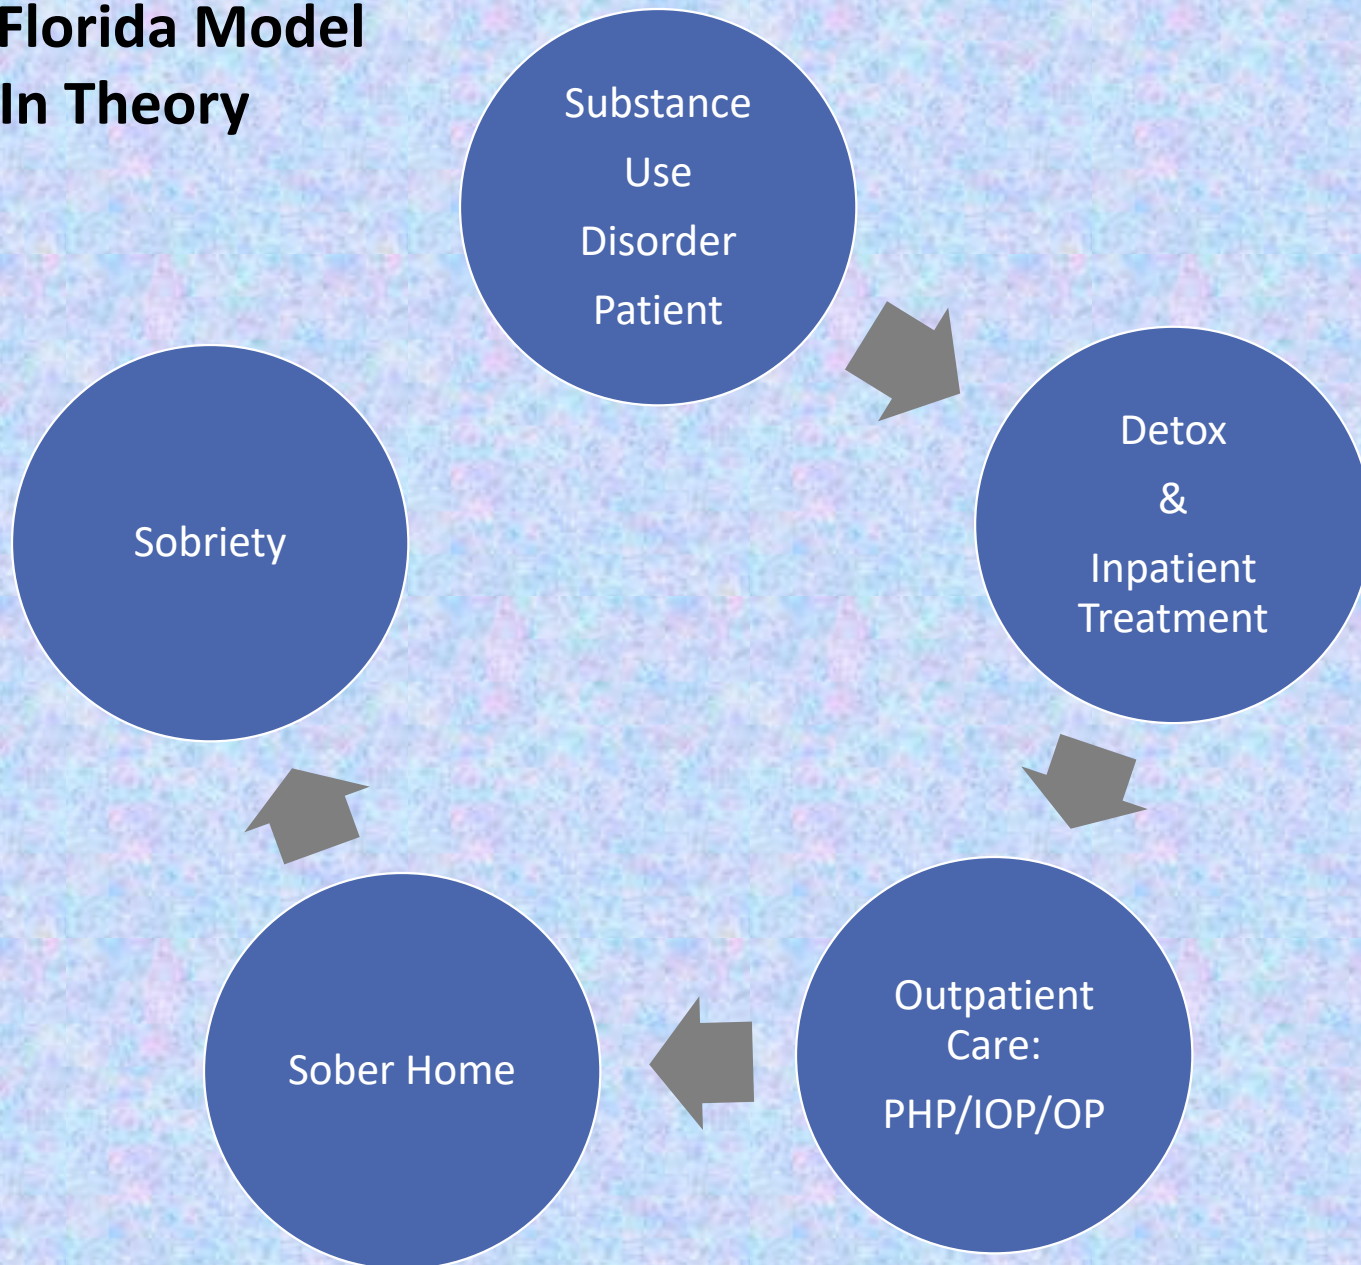 Florida Model
In Theory
Substance
Use
Disorder
Patient
Detox
&
Inpatient
Treatment
Outpatient
Care:
PHP/IOP/OP
Sober Home
Sobriety